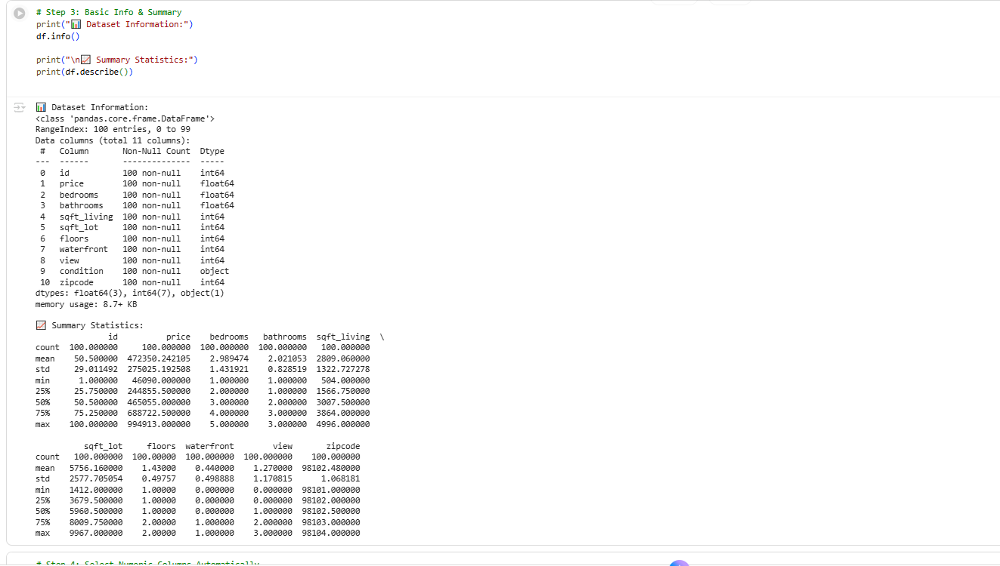 # Step 3: Basic Info & Summary
print("📊 Dataset Information:")
df.info()
print("\n📈 Summary Statistics:")
print(df.describe())
📊 Dataset Information:
<class 'pandas.core.frame.DataFrame'>
RangeIndex: 100 entries, 0 to 99
Data columns (total 11 columns):
 #   Column       Non-Null Count  Dtype
---  ------       --------------  -----
 0   id           100 non-null    int64
 1   price        100 non-null    float64
 2   bedrooms     100 non-null    float64
 3   bathrooms    100 non-null    float64
 4   sqft_living  100 non-null    int64
 5   sqft_lot     100 non-null    int64
 6   floors       100 non-null    int64
 7   waterfront   100 non-null    int64
 8   view         100 non-null    int64
 9   condition    100 non-null    object
 10  zipcode      100 non-null    int64
dtypes: float64(3), int64(7), object(1)
memory usage: 8.7+ KB
📈 Summary Statistics:
               id          price    bedrooms   bathrooms  sqft_living  \
count  100.000000     100.000000  100.000000  100.000000   100.000000
mean    50.500000  472350.242105    2.989474    2.021053  2809.060000
std     29.011492  275025.192508    1.431921    0.828519  1322.727278
min      1.000000   46090.000000    1.000000    1.000000   504.000000
25%     25.750000  244855.500000    2.000000    1.000000  1566.750000
50%     50.500000  465055.000000    3.000000    2.000000  3007.500000
75%     75.250000  688722.500000    4.000000    3.000000  3864.000000
max    100.000000  994913.000000    5.000000    3.000000  4996.000000
          sqft_lot     floors  waterfront        view       zipcode
count   100.000000  100.00000  100.000000  100.000000    100.000000
mean   5756.160000    1.43000    0.440000    1.270000  98102.480000
std    2577.705054    0.49757    0.498888    1.170815      1.068181
min    1412.000000    1.00000    0.000000    0.000000  98101.000000
25%    3679.500000    1.00000    0.000000    0.000000  98102.000000
50%    5960.500000    1.00000    0.000000    1.000000  98102.500000
75%    8009.750000    2.00000    1.000000    2.000000  98103.000000
max    9967.000000    2.00000    1.000000    3.000000  98104.000000
# Step 4: Select Numeric Columns Automatically